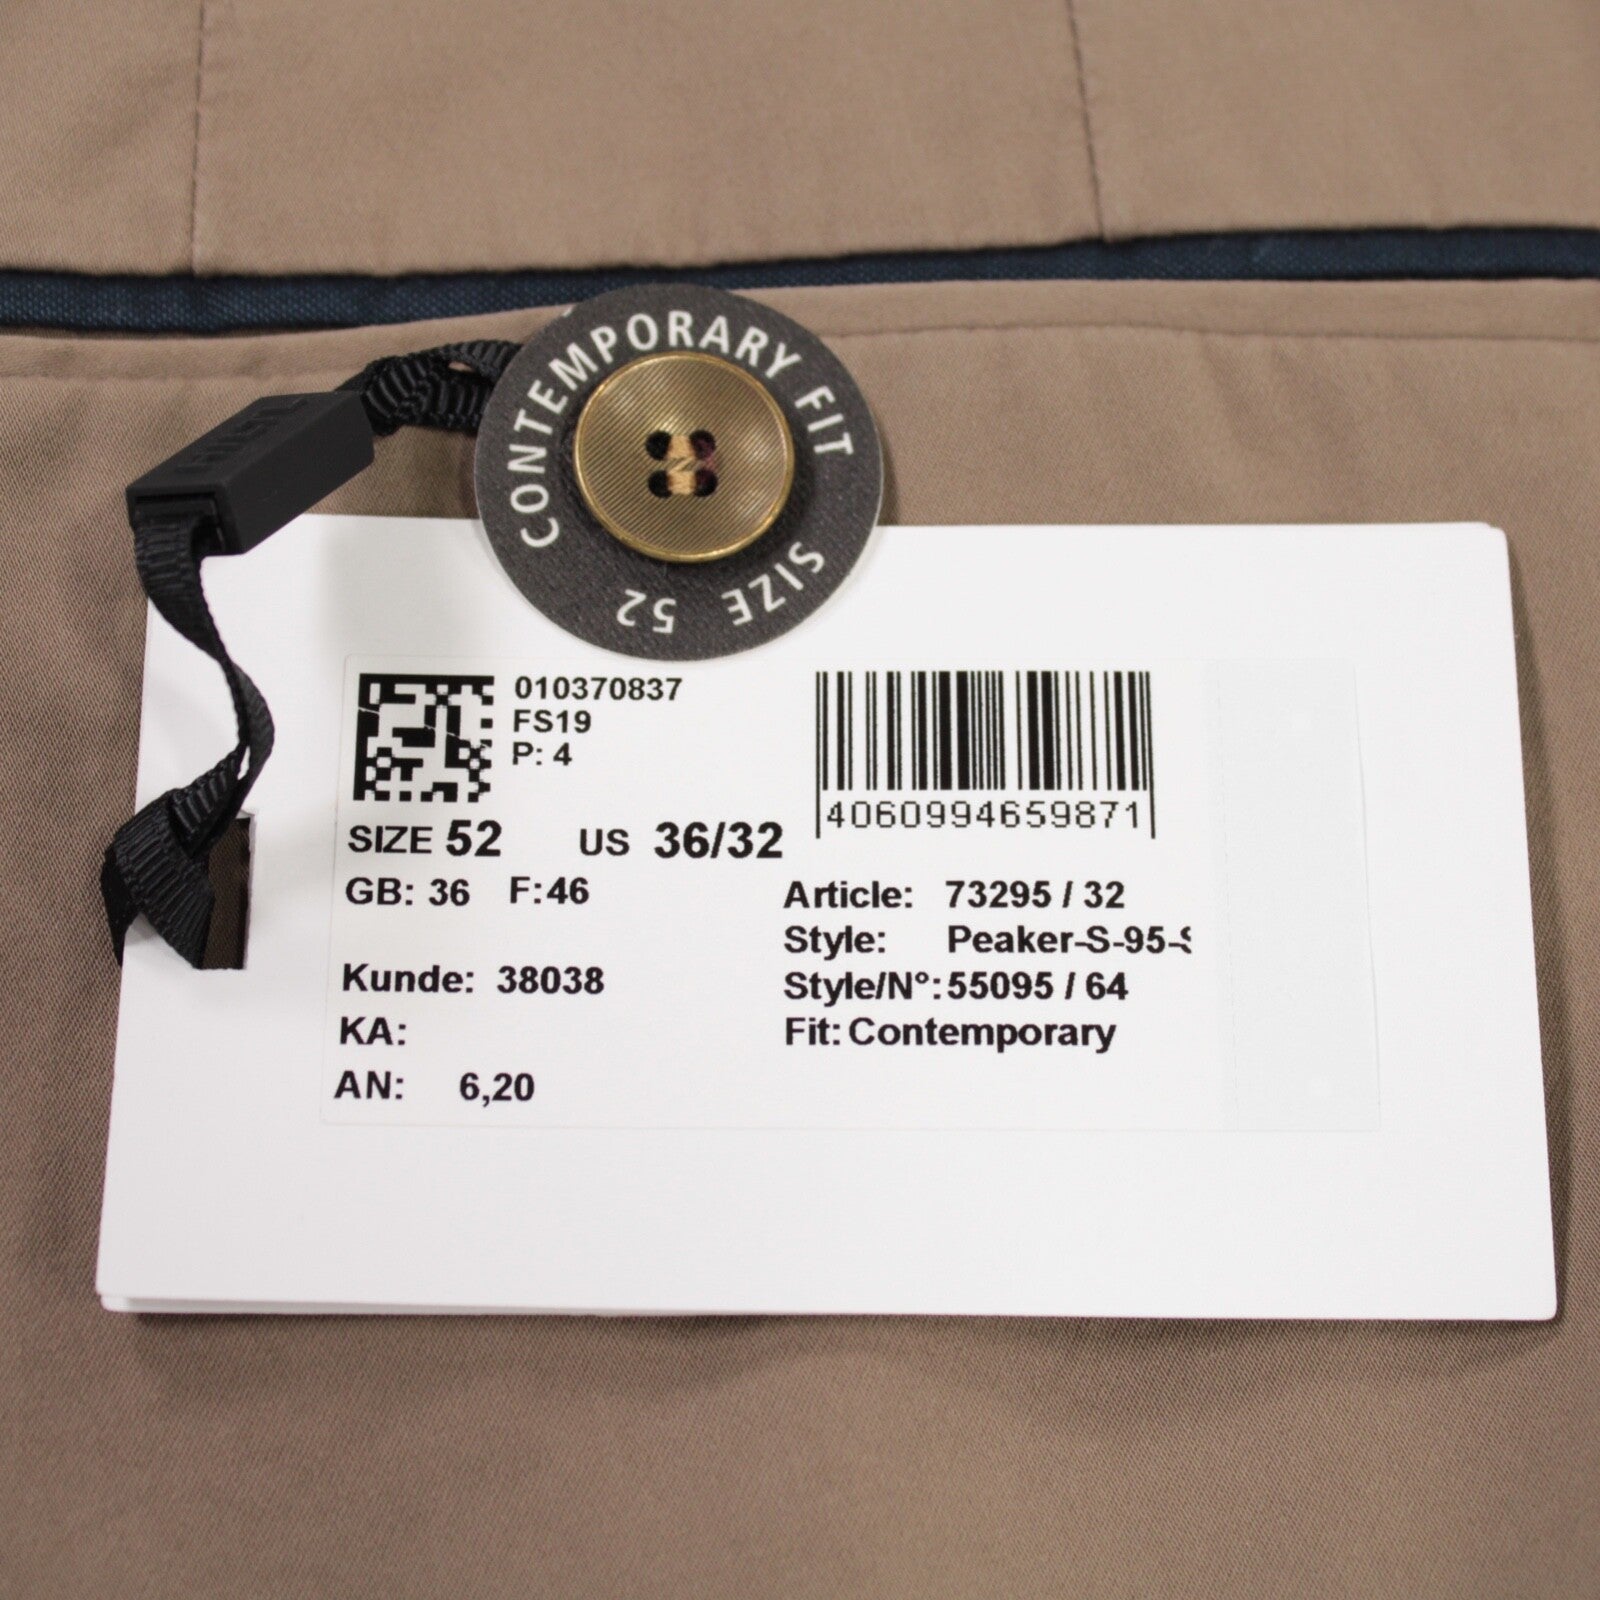 CONTEMPORARY FIT
SIZE 52
010370837
FS19
P: 4
4060994659871
SIZE 52 US 36/32
GB: 36 F:46
Article: 73295 / 32
Style: Peaker-S-95-S
Style/N°: 55095 / 64
Fit: Contemporary
Kunde: 38038
KA:
AN: 6,20